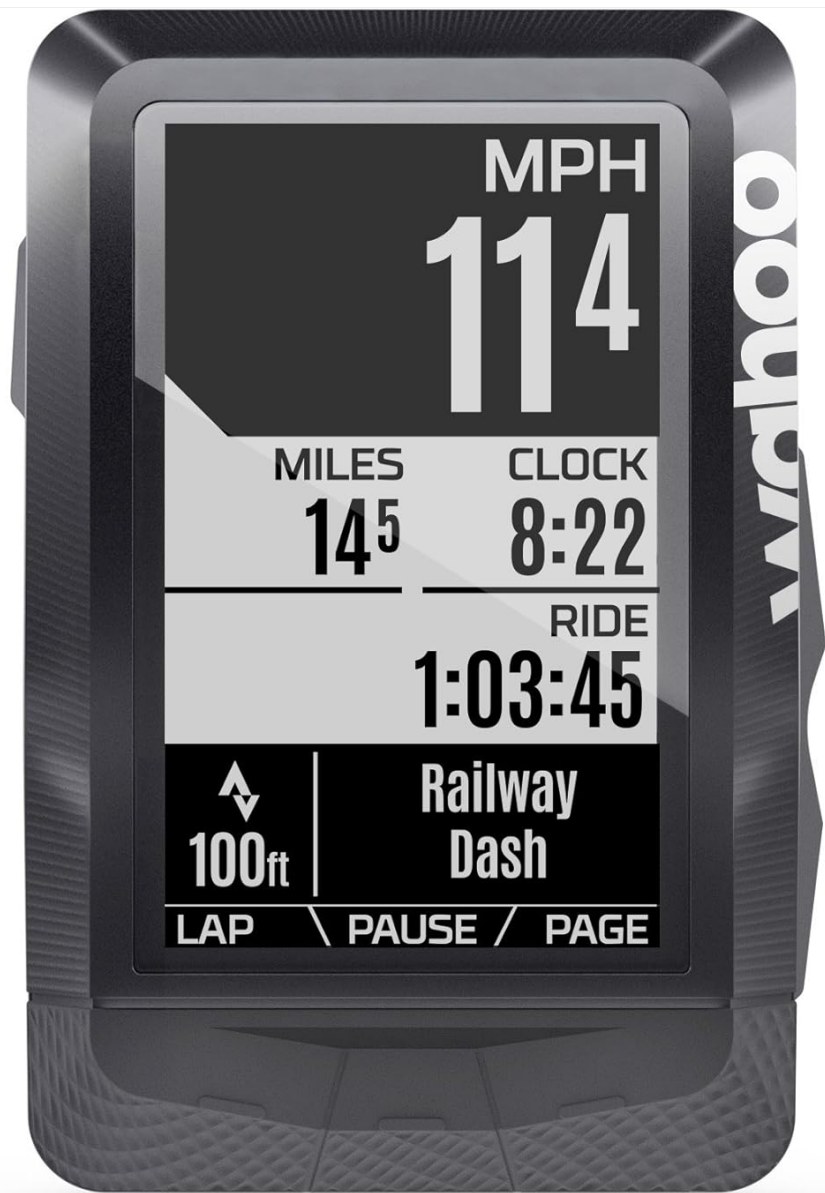 MPH
11⁴
MILES CLOCK
14⁵ 8:22
RIDE
1:03:45
100ft
Railway
Dash
LAP \ PAUSE / PAGE
wahoo